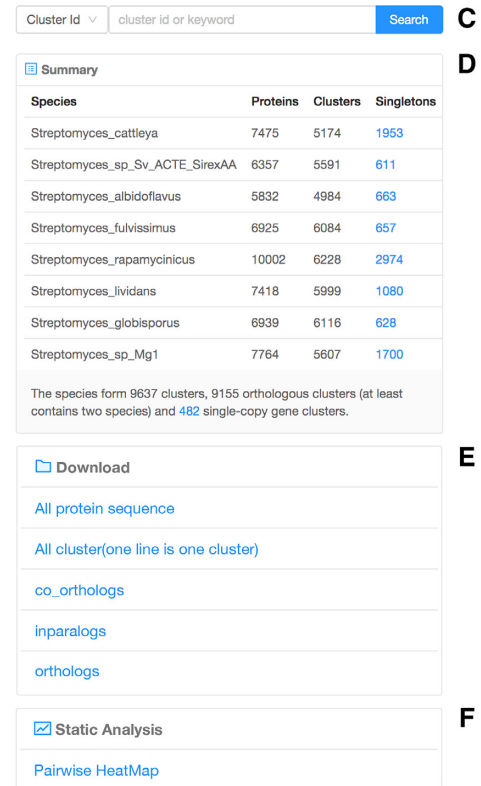 Cluster Id cluster id or keyword Search C
Summary D
Species Proteins Clusters Singletons
Streptomyces_cattleya 7475 5174 1953
Streptomyces_sp_Sv_ACTE_SirexAA 6357 5591 611
Streptomyces_albidoflavus 5832 4984 663
Streptomyces_fulvissimus 6925 6084 657
Streptomyces_rapamycinicus 10002 6228 2974
Streptomyces_lividans 7418 5999 1080
Streptomyces_globisporus 6939 6116 628
Streptomyces_sp_Mg1 7764 5607 1700
The species form 9637 clusters, 9155 orthologous clusters (at least
contains two species) and 482 single-copy gene clusters.
Download E
All protein sequence
All cluster(one line is one cluster)
co_orthologs
inparalogs
orthologs
Static Analysis F
Pairwise HeatMap